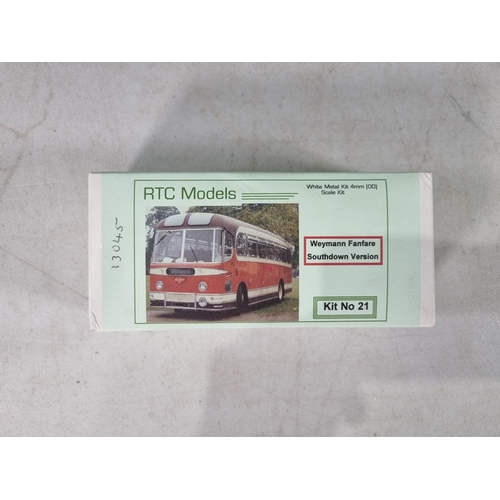 RTC Models
White Metal Kit 4mm (OO)
Scale Kit
Weymann Fanfare
Southdown Version
Kit No 21
13045